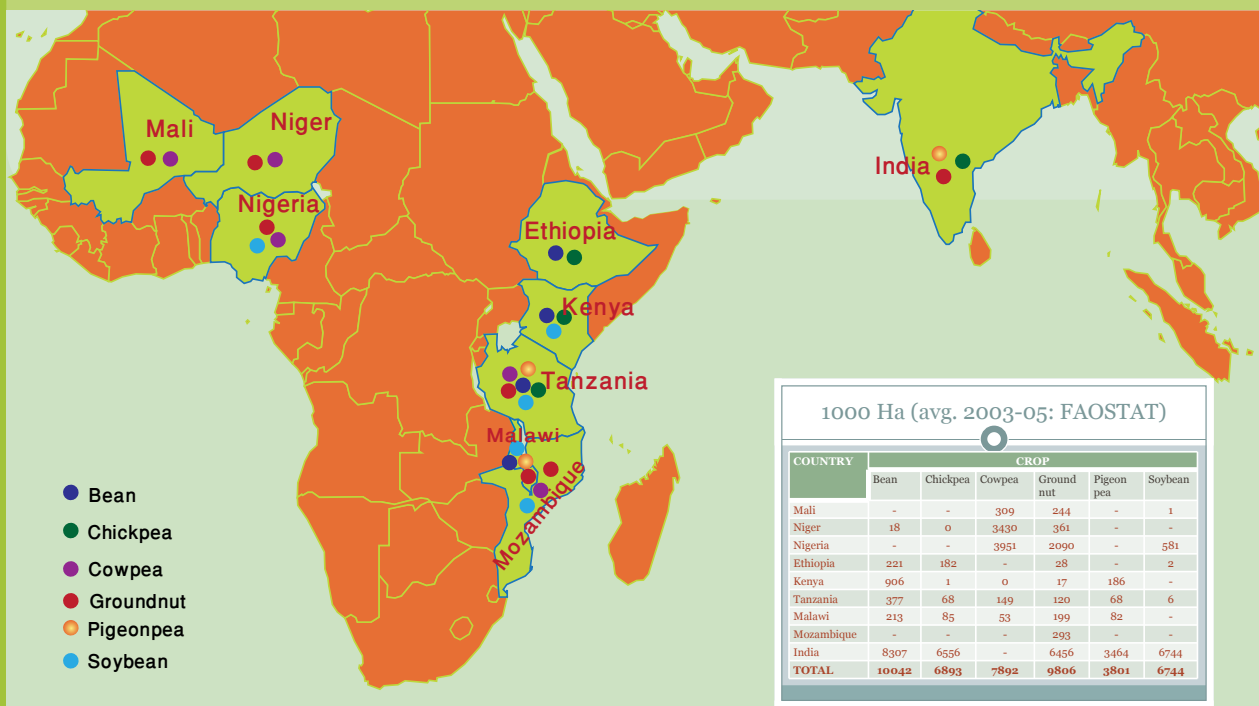 Mali
Niger
Nigeria
India
Ethiopia
Kenya
Tanzania
Malawi
Mozambique
Bean
Chickpea
Cowpea
Groundnut
Pigeonpea
Soybean
1000 Ha (avg. 2003-05: FAOSTAT)
COUNTRY CROP
Bean Chickpea Cowpea Ground nut Pigeon pea Soybean
Mali - - 309 244 - 1
Niger 18 0 3430 361 - -
Nigeria - - 3951 2090 - 581
Ethiopia 221 182 - 28 - 2
Kenya 906 1 0 17 186 -
Tanzania 377 68 149 120 68 6
Malawi 213 85 53 199 82 -
Mozambique - - - 293 - -
India 8307 6556 - 6456 3464 6744
TOTAL 10042 6893 7892 9806 3801 6744